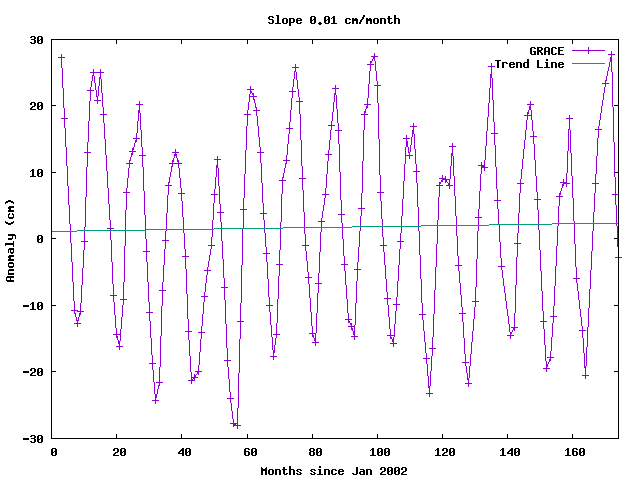 Slope 0.01 cm/month
GRACE
Trend Line
30
20
10
0
-10
-20
-30
Anomaly (cm)
0 20 40 60 80 100 120 140 160
Months since Jan 2002